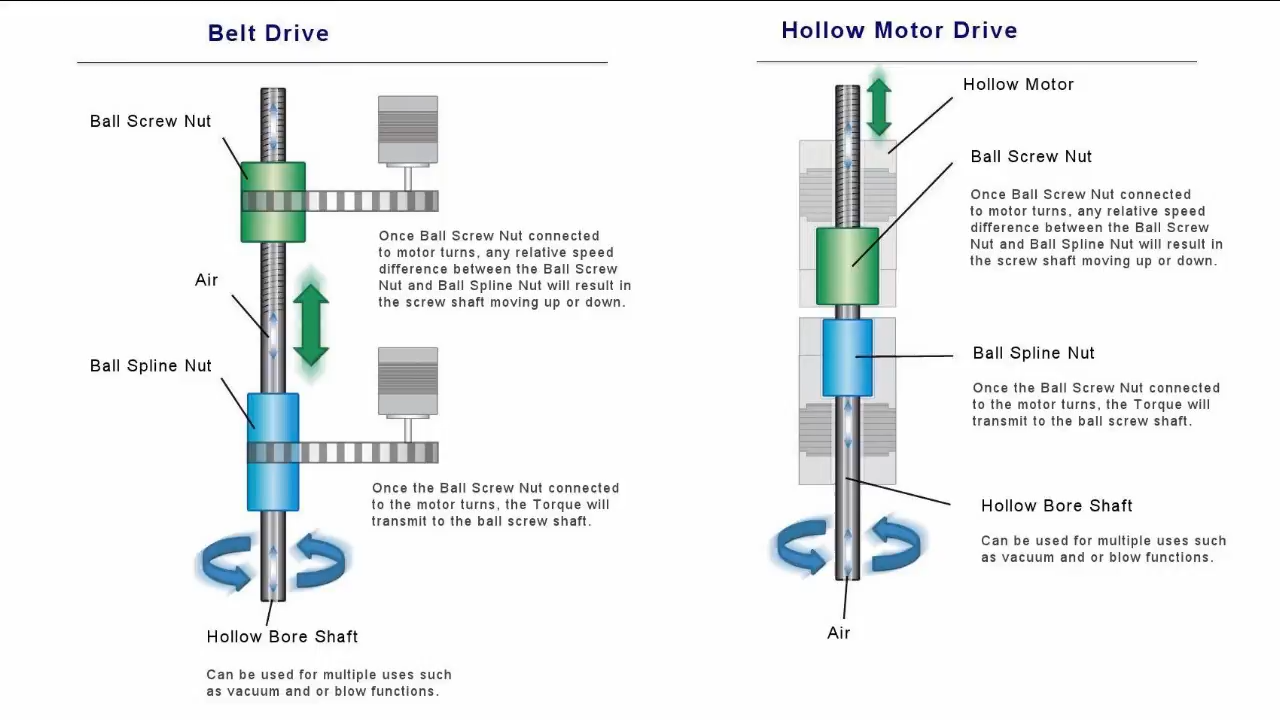 Belt Drive
Ball Screw Nut
Once Ball Screw Nut connected
to motor turns, any relative speed
difference between the Ball Screw
Nut and Ball Spline Nut will result in
the screw shaft moving up or down.
Air
Ball Spline Nut
Once the Ball Screw Nut connected
to the motor turns, the Torque will
transmit to the ball screw shaft.
Hollow Bore Shaft
Can be used for multiple uses such
as vacuum and or blow functions.
Hollow Motor Drive
Hollow Motor
Ball Screw Nut
Once Ball Screw Nut connected
to motor turns, any relative speed
difference between the Ball Screw
Nut and Ball Spline Nut will result in
the screw shaft moving up or down.
Ball Spline Nut
Once the Ball Screw Nut connected
to the motor turns, the Torque will
transmit to the ball screw shaft.
Hollow Bore Shaft
Can be used for multiple uses such
as vacuum and or blow functions.
Air